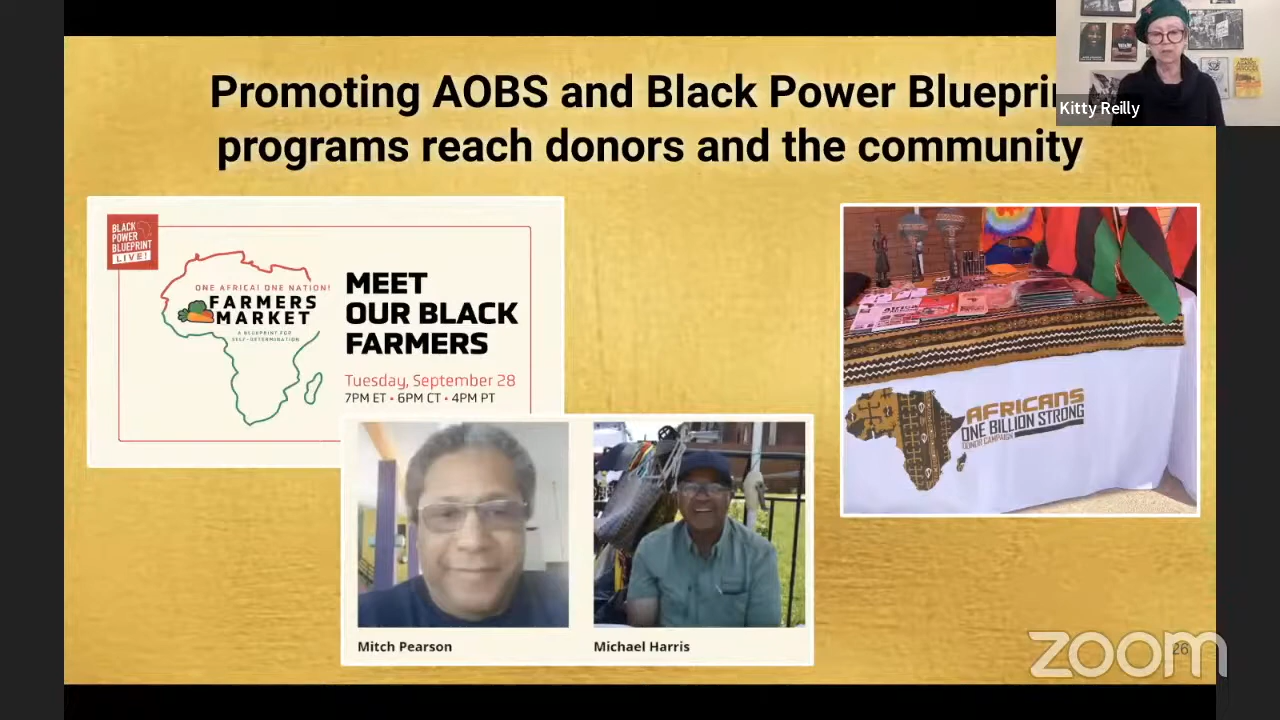 Promoting AOBS and Black Power Blueprin
programs reach donors and the community
Kitty Reilly
BLACK
POWER
BLUEPRINT
LIVE!
ONE AFRICA! ONE NATION!
FARMERS
MARKET
A BLUEPRINT FOR
SELF-DETERMINATION
MEET
OUR BLACK
FARMERS
Tuesday, September 28
7PM ET • 6PM CT • 4PM PT
AFRICANS
ONE BILLION STRONG
DONOR CAMPAIGN
Mitch Pearson
Michael Harris
26
zoom